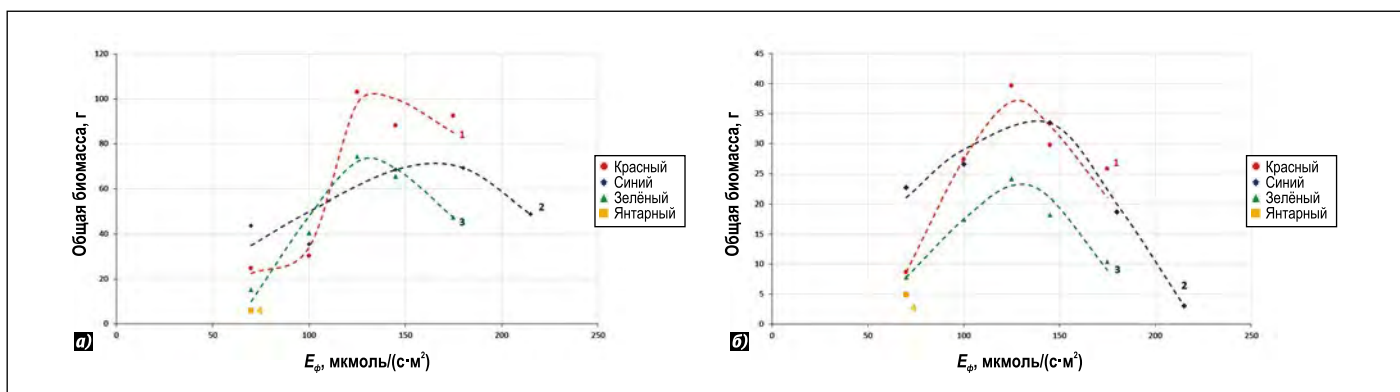 Общая биомасса, г
120
100
80
60
40
20
0
0 50 100 150 200 250
Eф, мкмоль/(с·м²)
1
2
3
4
Красный
Синий
Зелёный
Янтарный
а)
Общая биомасса, г
45
40
35
30
25
20
15
10
5
0
0 50 100 150 200 250
Eф, мкмоль/(с·м²)
1
2
3
4
Красный
Синий
Зелёный
Янтарный
б)